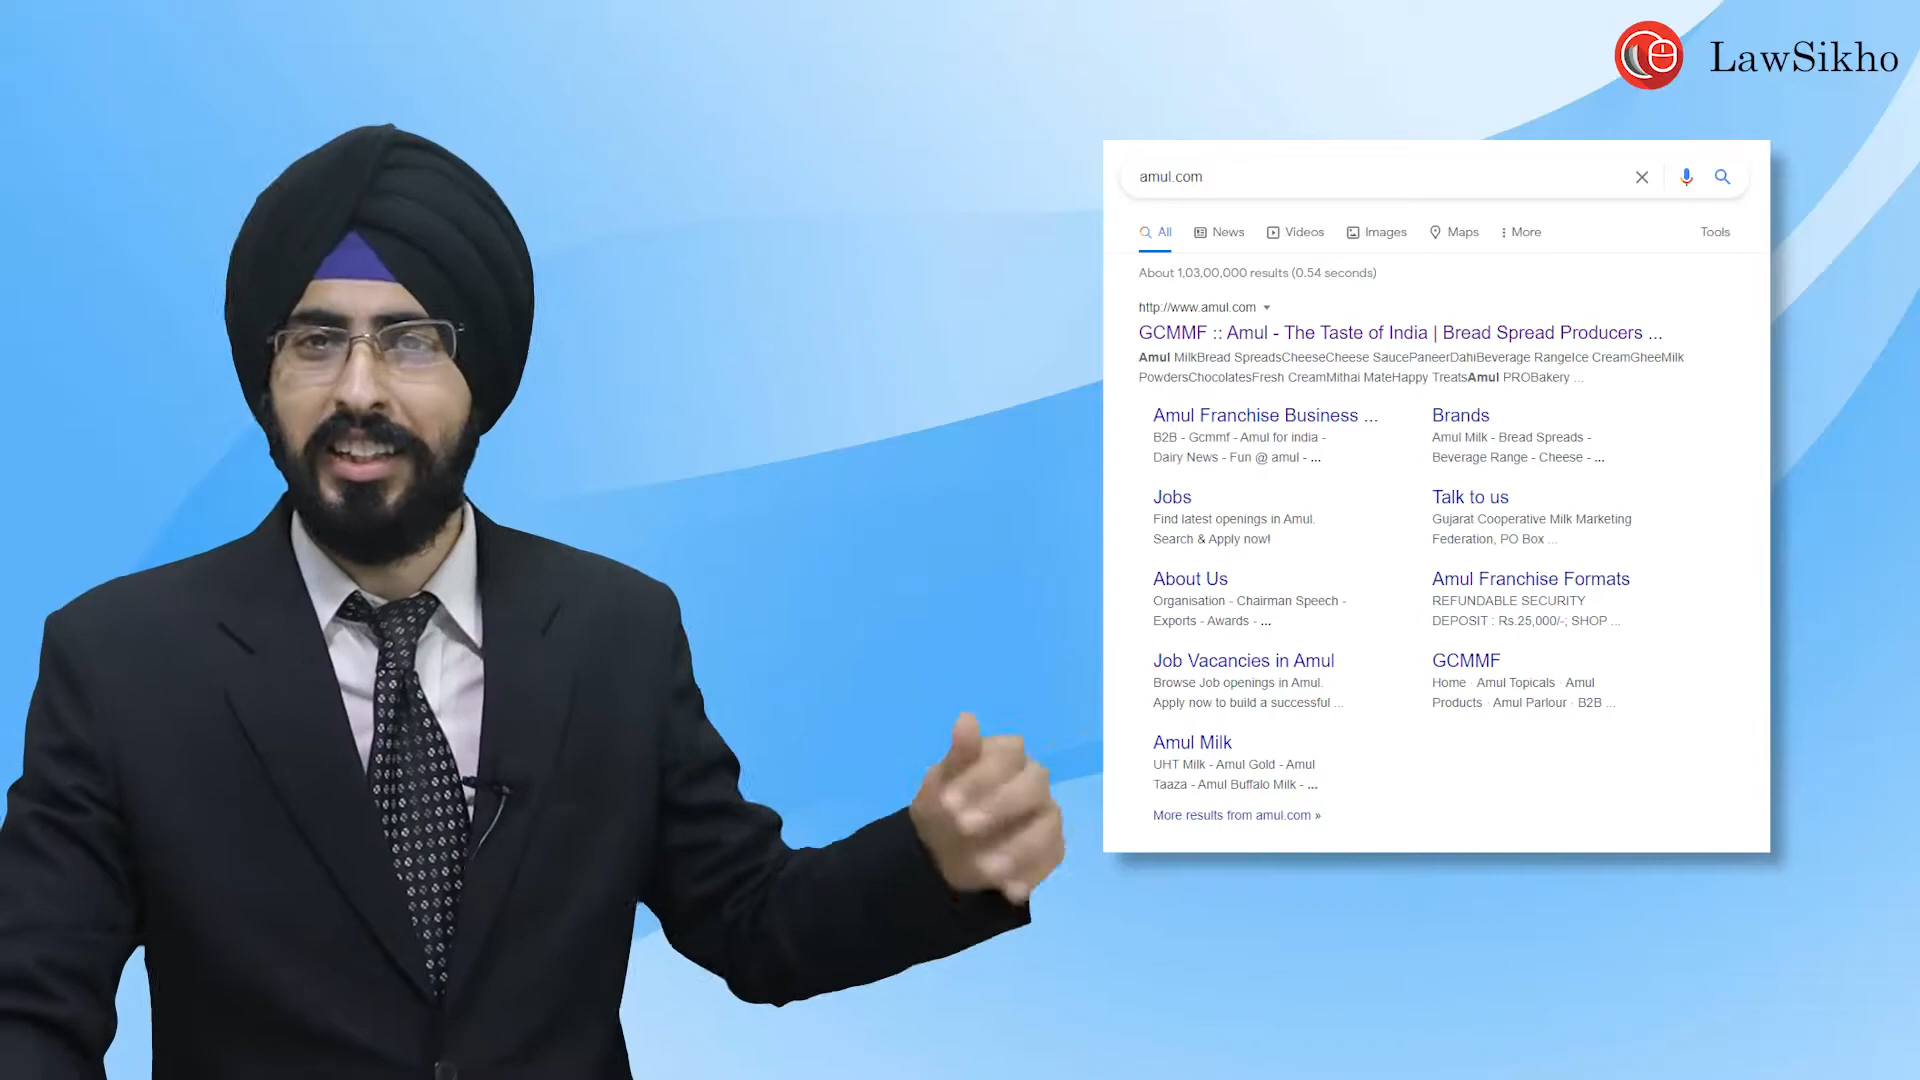 LawSikho
amul.com
All News Videos Images Maps More Tools
About 1,03,00,000 results (0.54 seconds)
http://www.amul.com
GCMMF :: Amul - The Taste of India | Bread Spread Producers ...
Amul MilkBread SpreadsCheeseCheese SaucePaneerDahiBeverage RangeIce CreamGheeMilk
PowdersChocolatesFresh CreamMithai MateHappy TreatsAmul PROBakery ...
Amul Franchise Business ...
B2B - Gcmmf - Amul for india -
Dairy News - Fun @ amul - ...
Brands
Amul Milk - Bread Spreads -
Beverage Range - Cheese - ...
Jobs
Find latest openings in Amul.
Search & Apply now!
Talk to us
Gujarat Cooperative Milk Marketing
Federation, PO Box ...
About Us
Organisation - Chairman Speech -
Exports - Awards - ...
Amul Franchise Formats
REFUNDABLE SECURITY
DEPOSIT : Rs.25,000/-; SHOP ...
Job Vacancies in Amul
Browse Job openings in Amul.
Apply now to build a successful ...
GCMMF
Home · Amul Topicals · Amul
Products · Amul Parlour · B2B ...
Amul Milk
UHT Milk - Amul Gold - Amul
Taaza - Amul Buffalo Milk - ...
More results from amul.com »